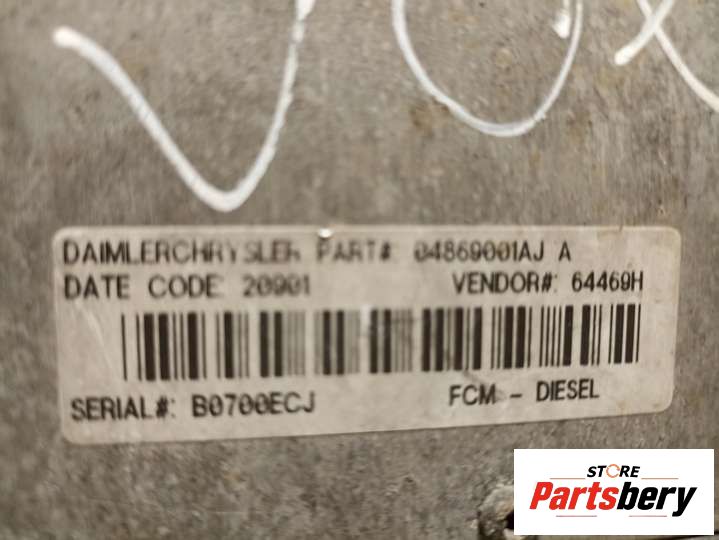 DAIMLERCHRYSLER PART#: 04869001AJ A
DATE CODE: 20901 VENDOR#: 64469H
SERIAL#: B0700ECJ FCM - DIESEL
STORE
Partsbery